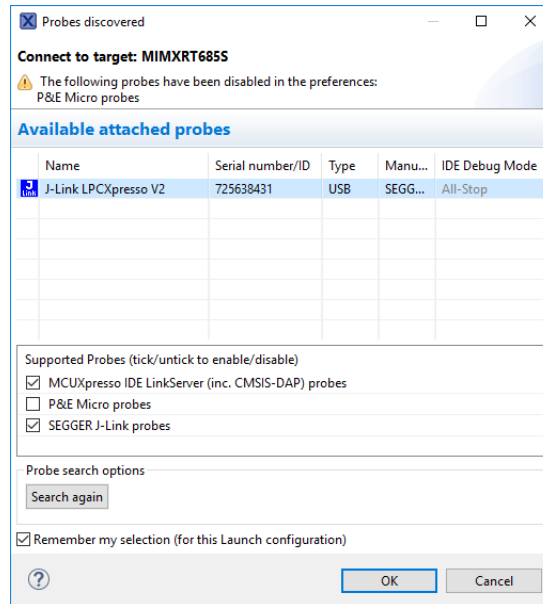 Probes discovered
Connect to target: MIMXRT685S
The following probes have been disabled in the preferences:
P&E Micro probes
Available attached probes
Name Serial number/ID Type Manu... IDE Debug Mode
J-Link LPCXpresso V2 725638431 USB SEGG... All-Stop
Supported Probes (tick/untick to enable/disable)
MCUXpresso IDE LinkServer (inc. CMSIS-DAP) probes
P&E Micro probes
SEGGER J-Link probes
Probe search options
Search again
Remember my selection (for this Launch configuration)
OK Cancel